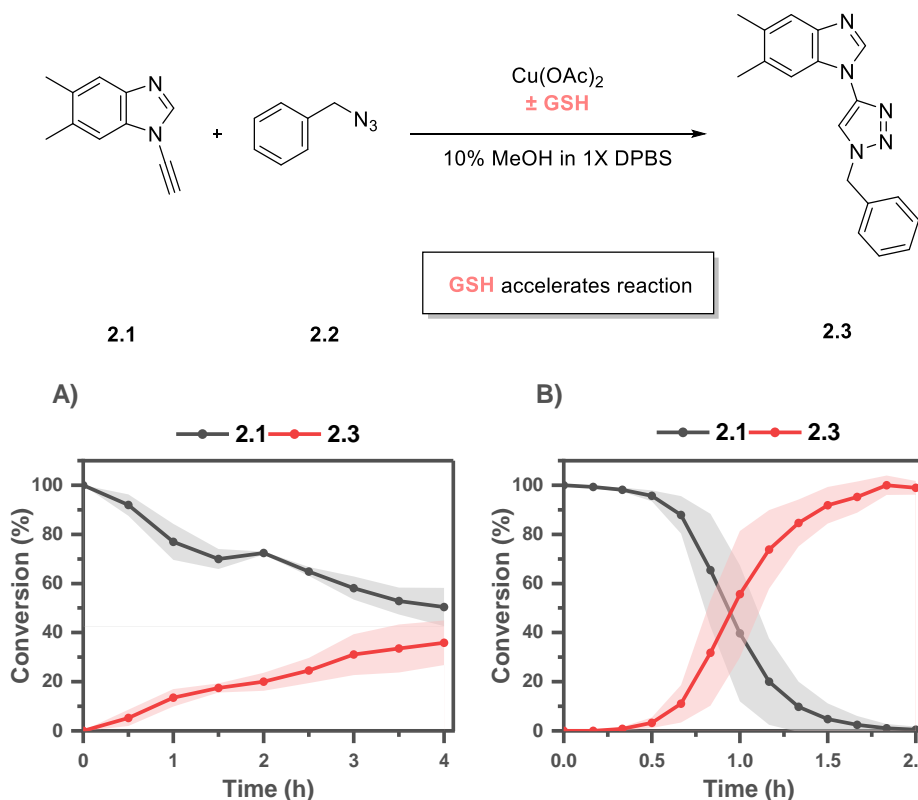 N
N
N₃
+
Cu(OAc)₂
± GSH
10% MeOH in 1X DPBS
N
N
N
N
N
GSH accelerates reaction
2.1
2.2
2.3
A)
B)
2.1 2.3
2.1 2.3
Conversion (%)
100
80
60
40
20
0
0 1 2 3 4
Time (h)
Conversion (%)
100
80
60
40
20
0
0.0 0.5 1.0 1.5 2.
Time (h)